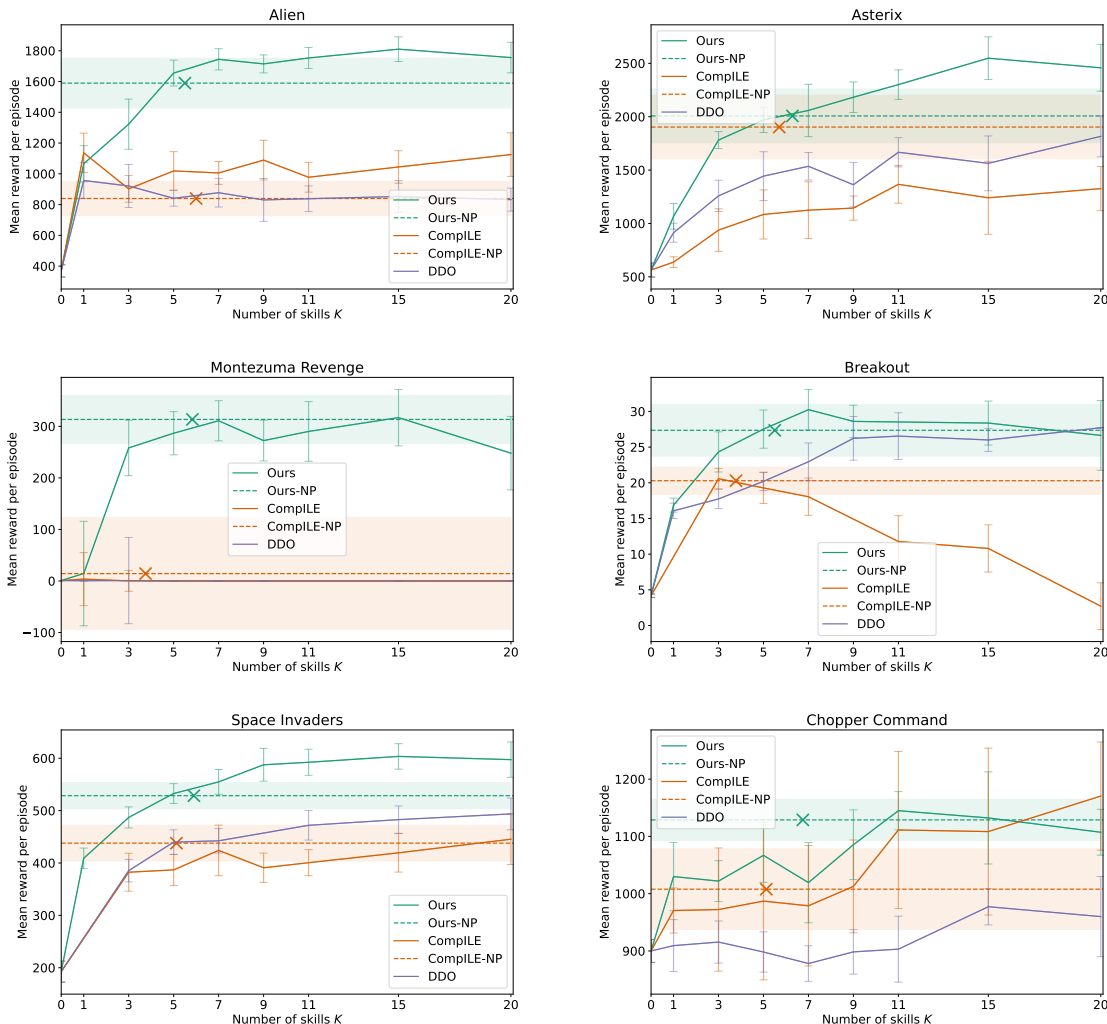 Alien
Mean reward per episode
1800
1600
1400
1200
1000
800
600
400
Ours
Ours-NP
CompILE
CompILE-NP
DDO
0 1 3 5 7 9 11 15 20
Number of skills K
Asterix
Mean reward per episode
2500
2000
1500
1000
500
Ours
Ours-NP
CompILE
CompILE-NP
DDO
0 1 3 5 7 9 11 15 20
Number of skills K
Montezuma Revenge
Mean reward per episode
300
200
100
0
−100
Ours
Ours-NP
CompILE
CompILE-NP
DDO
0 1 3 5 7 9 11 15 20
Number of skills K
Breakout
Mean reward per episode
30
25
20
15
10
5
0
Ours
Ours-NP
CompILE
CompILE-NP
DDO
0 1 3 5 7 9 11 15 20
Number of skills K
Space Invaders
Mean reward per episode
600
500
400
300
200
Ours
Ours-NP
CompILE
CompILE-NP
DDO
0 1 3 5 7 9 11 15 20
Number of skills K
Chopper Command
Mean reward per episode
1200
1100
1000
900
Ours
Ours-NP
CompILE
CompILE-NP
DDO
0 1 3 5 7 9 11 15 20
Number of skills K